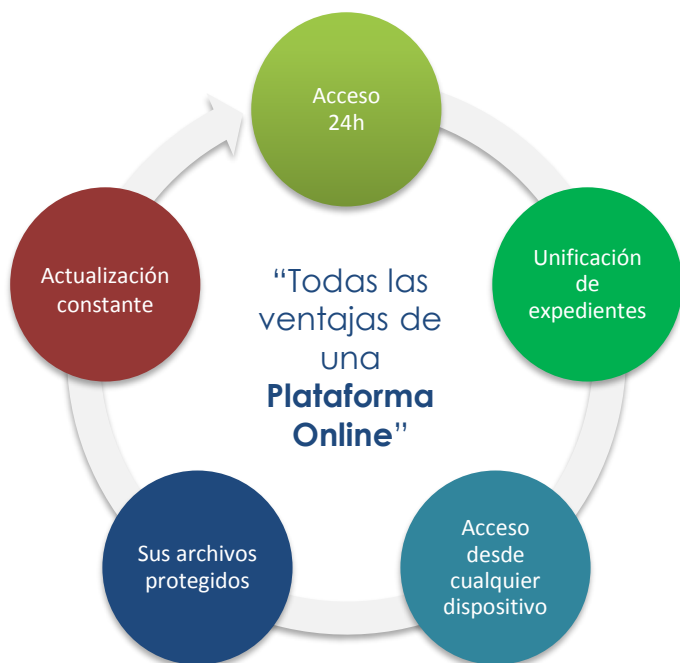 Acceso
24h
Unificación
de
expedientes
Acceso
desde
cualquier
dispositivo
Sus archivos
protegidos
Actualización
constante
“Todas las
ventajas de
una
Plataforma
Online”